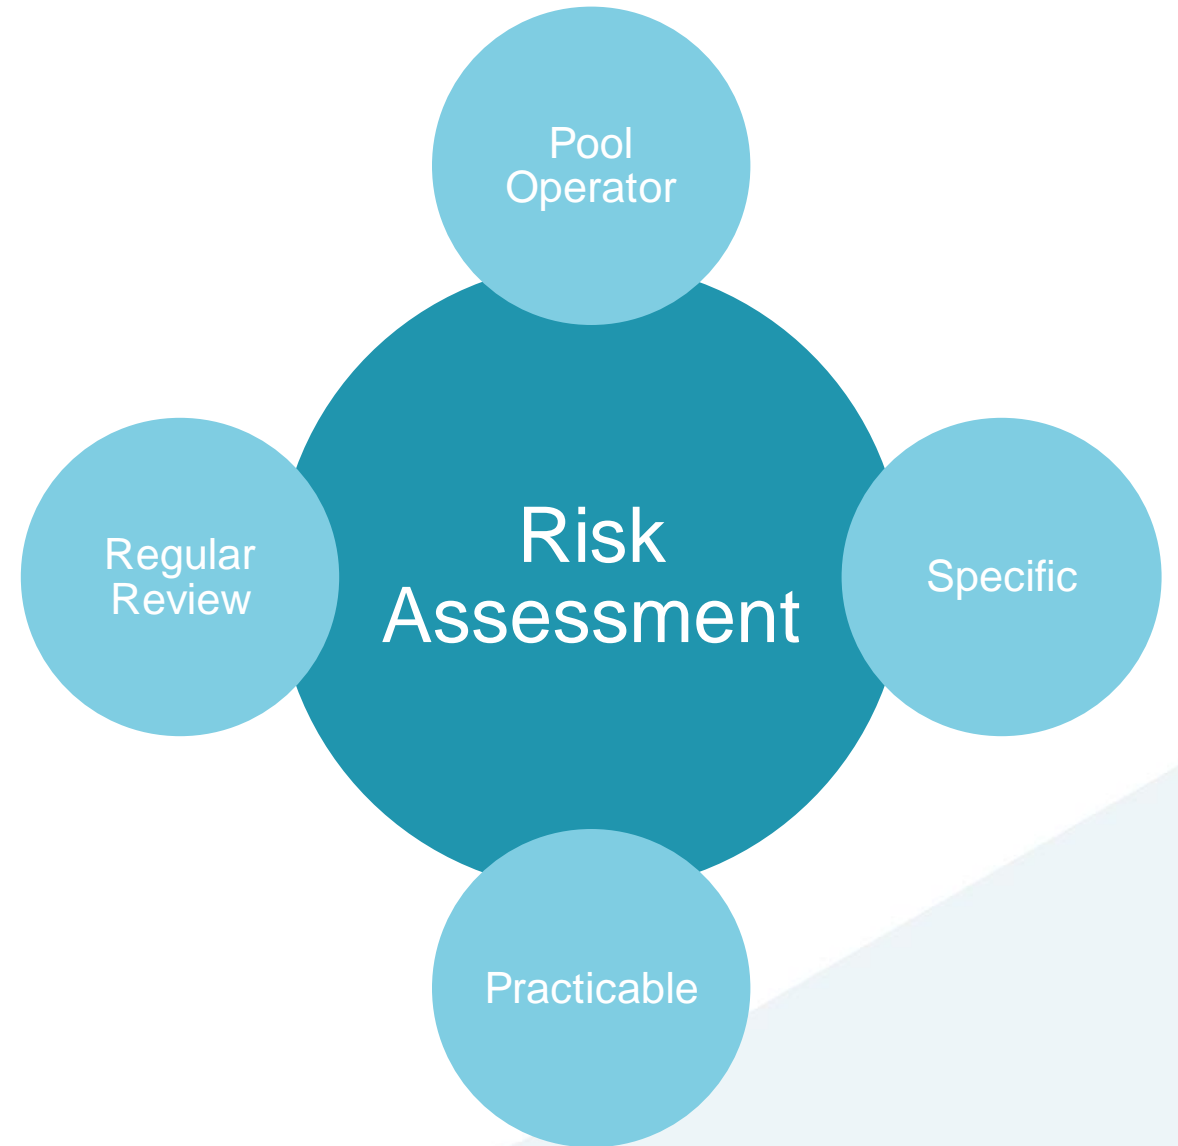 Pool
Operator
Regular
Review
Risk
Assessment
Specific
Practicable